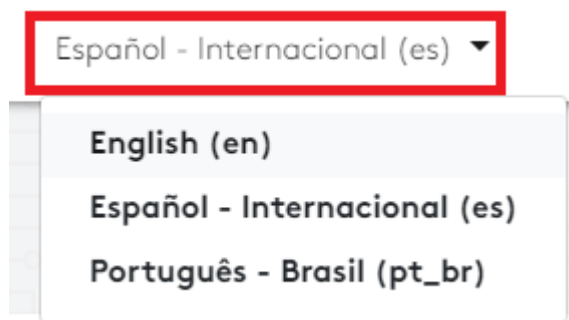 Español - Internacional (es)
English (en)
Español - Internacional (es)
Português - Brasil (pt_br)